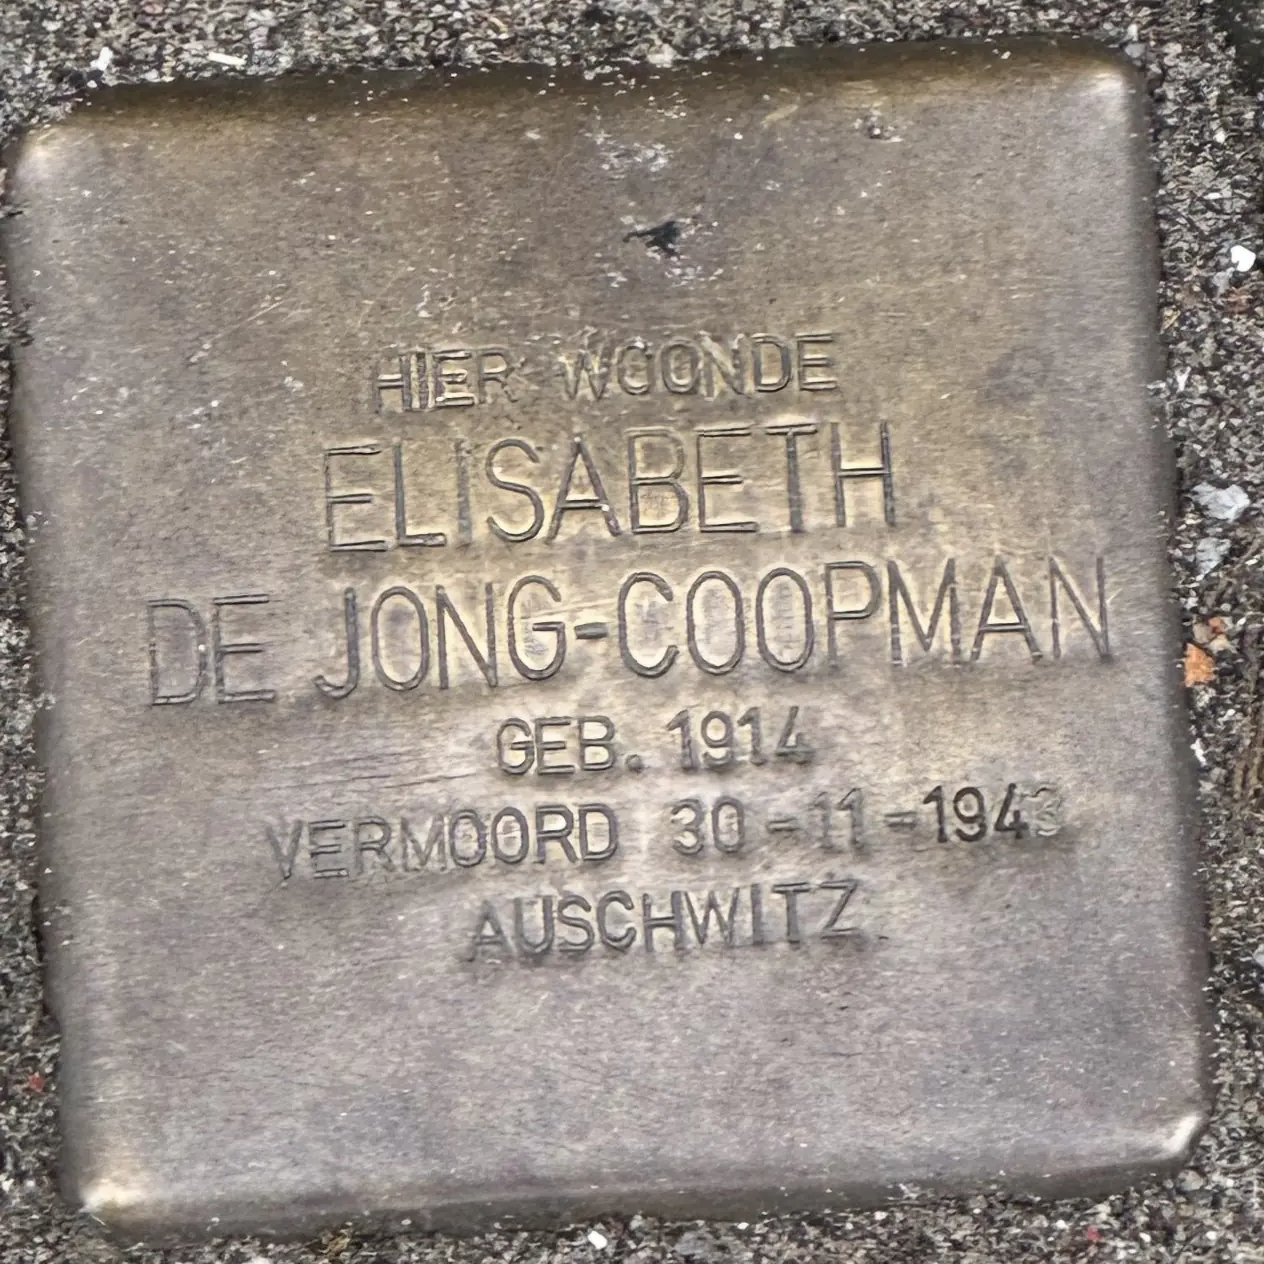 HIER WOONDE
ELISABETH
DE JONG-COOPMAN
GEB. 1914
VERMOORD 30-11-1943
AUSCHWITZ